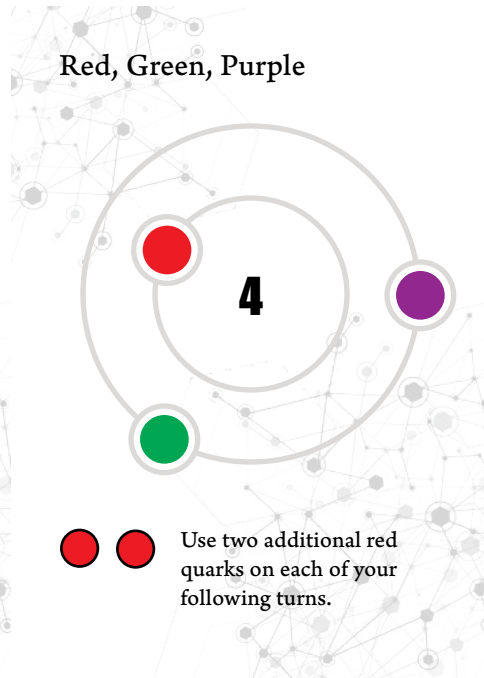 Red, Green, Purple
4
Use two additional red
quarks on each of your
following turns.